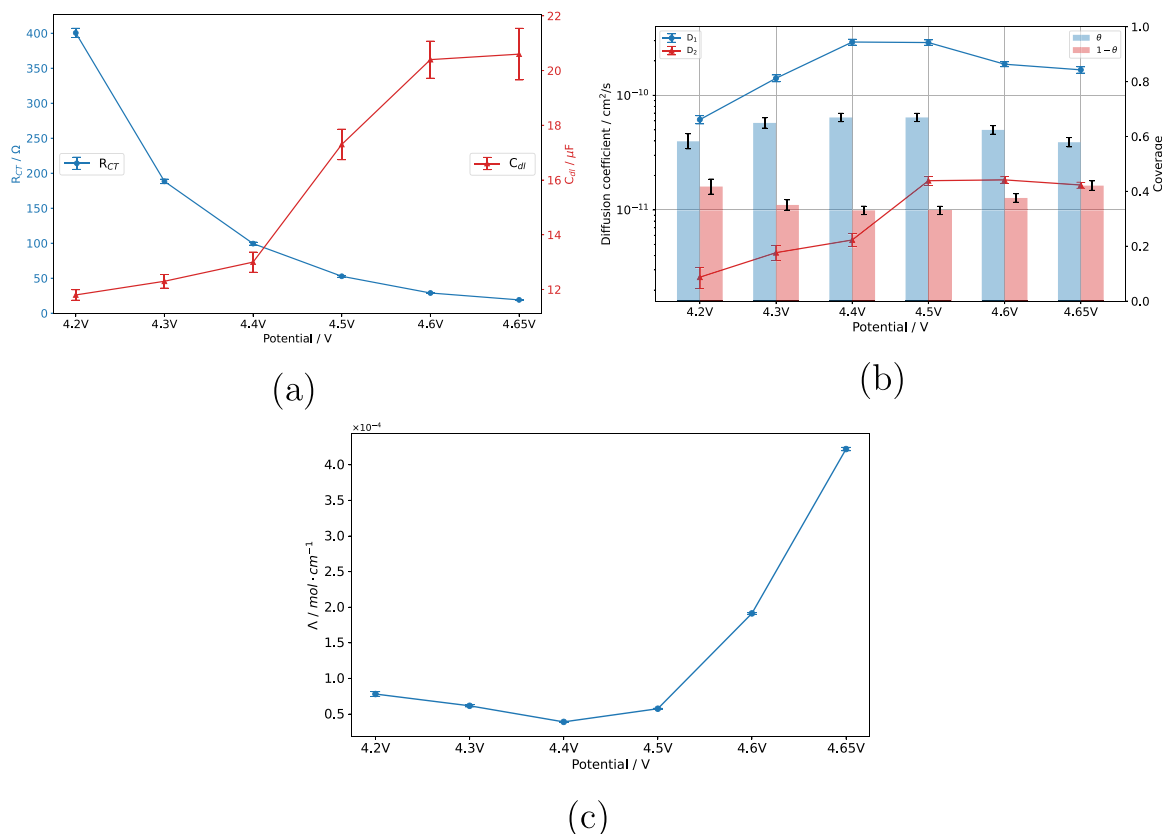 400
350
300
250
200
150
100
50
0
R_CT / Ω
R_CT
22
20
18
16
14
12
C_dl / μF
C_dl
4.2V 4.3V 4.4V 4.5V 4.6V 4.65V
Potential / V
(a)
D₁
D₂
θ
1−θ
10⁻¹⁰
10⁻¹¹
Diffusion coefficient / cm²/s
1.0
0.8
0.6
0.4
0.2
0.0
Coverage
4.2V 4.3V 4.4V 4.5V 4.6V 4.65V
Potential / V
(b)
×10⁻⁴
4.0
3.5
3.0
2.5
2.0
1.5
1.0
0.5
Λ / mol · cm⁻¹
4.2V 4.3V 4.4V 4.5V 4.6V 4.65V
Potential / V
(c)